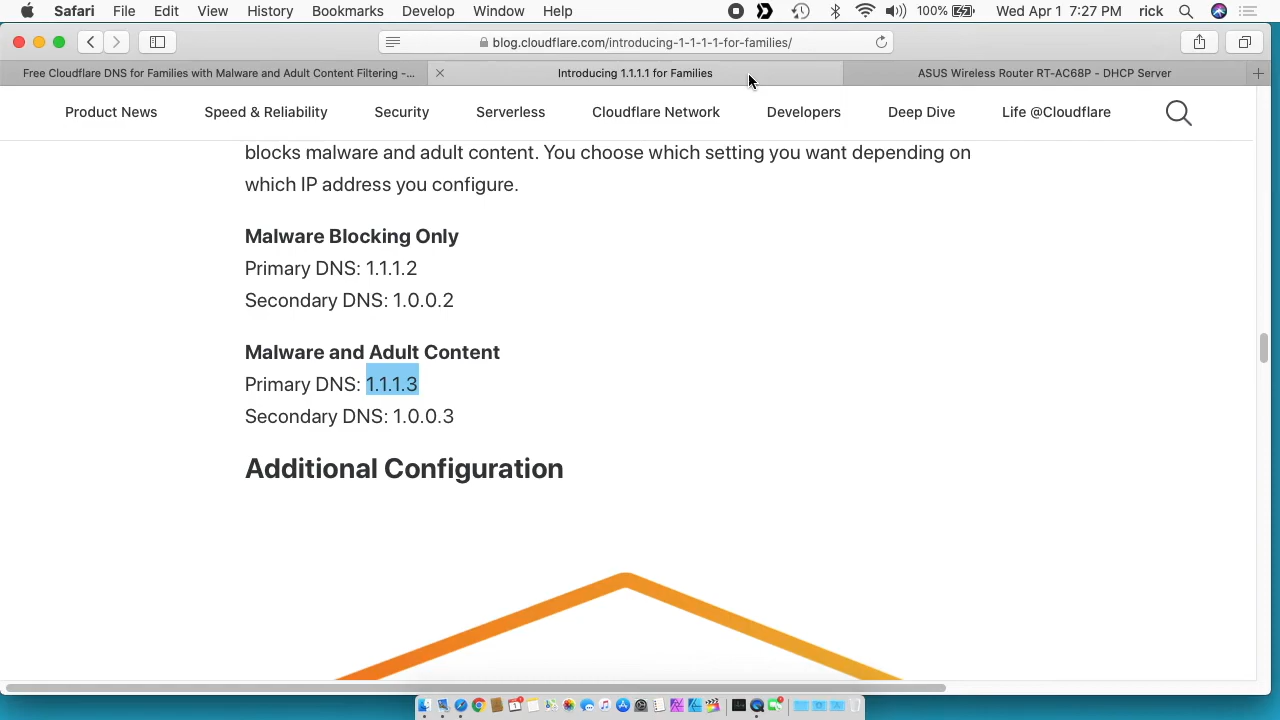 Safari File Edit View History Bookmarks Develop Window Help 100% Wed Apr 1 7:27 PM rick
blog.cloudflare.com/introducing-1-1-1-1-for-families/
Free Cloudflare DNS for Families with Malware and Adult Content Filtering -... Introducing 1.1.1.1 for Families ASUS Wireless Router RT-AC68P - DHCP Server
Product News Speed & Reliability Security Serverless Cloudflare Network Developers Deep Dive Life @Cloudflare
blocks malware and adult content. You choose which setting you want depending on
which IP address you configure.
Malware Blocking Only
Primary DNS: 1.1.1.2
Secondary DNS: 1.0.0.2
Malware and Adult Content
Primary DNS: 1.1.1.3
Secondary DNS: 1.0.0.3
Additional Configuration